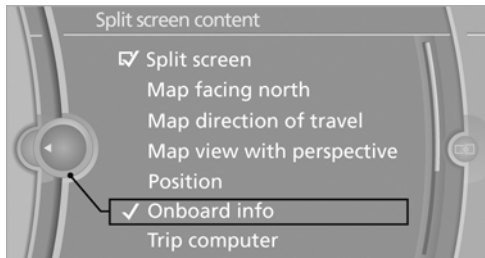 Split screen content
Split screen
Map facing north
Map direction of travel
Map view with perspective
Position
Onboard info
Trip computer